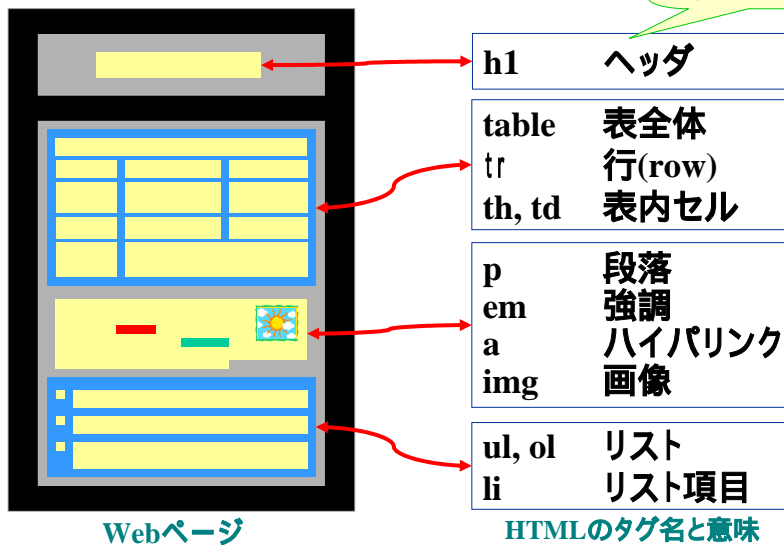 h1 ヘッダ
table 表全体
tr 行(row)
th, td 表内セル
p 段落
em 強調
a ハイパリンク
img 画像
ul, ol リスト
li リスト項目
Webページ
HTMLのタグ名と意味